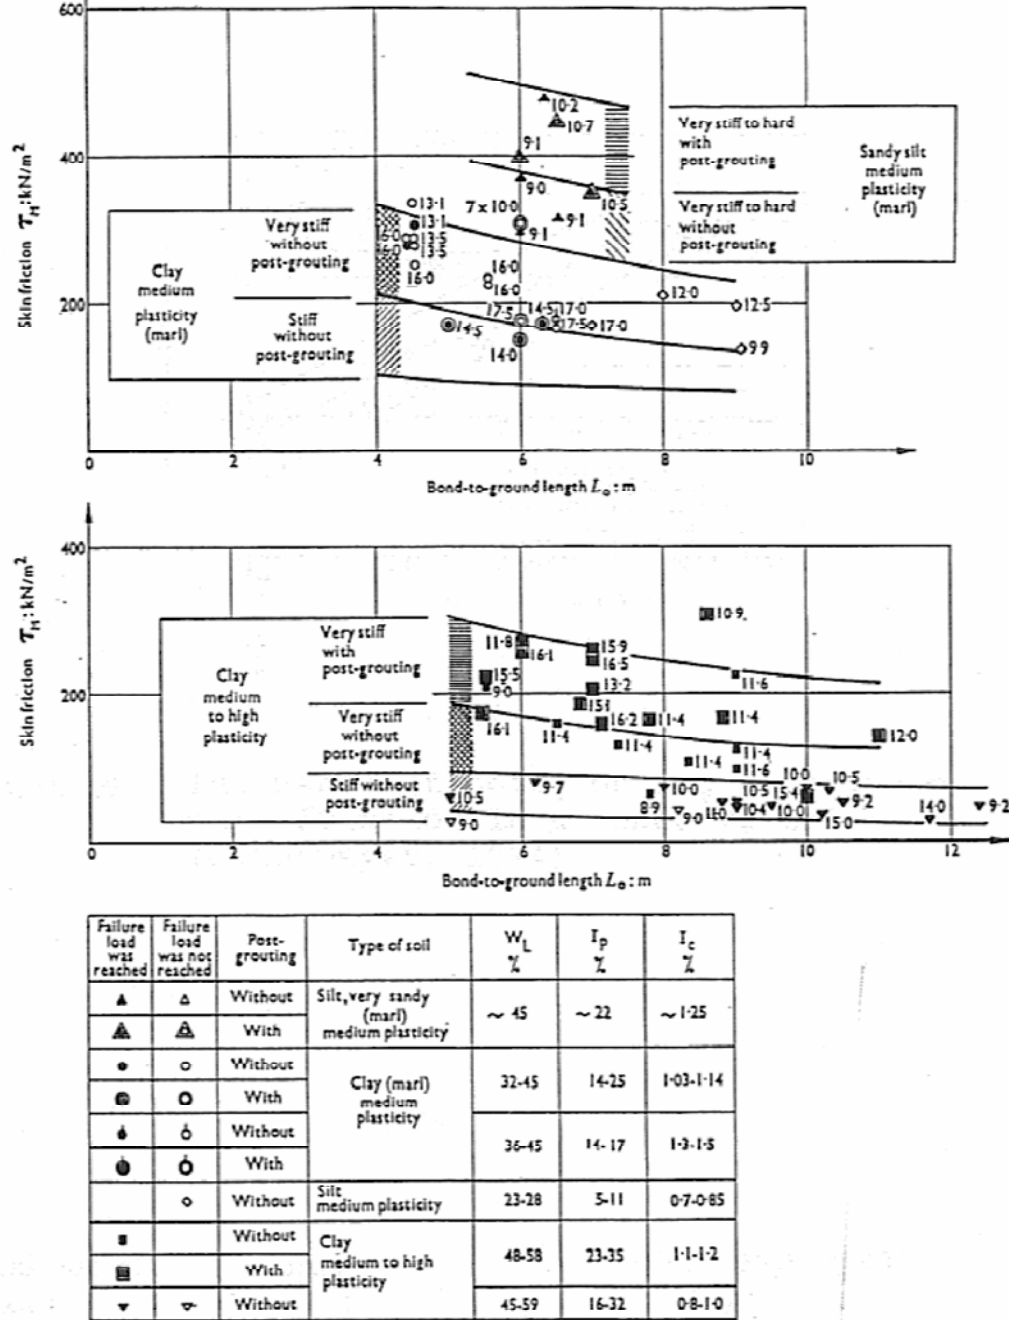 600
400
200
0
Skin friction T_M : kN/m²
10·2
10·7
9·1
9·0
10·5
7 x 10·0
9·1
9·1
13·1
13·1
16·0
13·5
16·0
13·5
16·0
16·0
16·0
17·5
14·5
17·0
17·5
17·0
14·5
14·0
12·0
12·5
9·9
Very stiff
without
post-grouting
Clay
medium
plasticity
(marl)
Stiff
without
post-grouting
Very stiff to hard
with
post-grouting
Sandy silt
medium
plasticity
(marl)
Very stiff to hard
without
post-grouting
0 2 4 6 8 10
Bond-to-ground length L₀ : m
400
200
Skin friction T_M : kN/m²
Very stiff
with
post-grouting
Clay
medium
to high
plasticity
Very stiff
without
post-grouting
Stiff without
post-grouting
11·8
16·1
15·9
16·5
10·9
15·5
9·0
13·2
11·6
15·1
16·1
11·4
16·2
11·4
11·4
12·0
11·4
11·4
11·4
11·6
10·5
9·0
9·7
8·9
10·0
9·0
11·0
10·5
10·4
15·4
10·0
10·0
10·5
9·2
15·0
14·0
9·2
0 2 4 6 8 10 12
Bond-to-ground length L₀ : m
Failure load was reached
Failure load was not reached
Post-grouting
Type of soil
W_L %
I_P %
I_c %
Without
Silt, very sandy
(marl)
medium plasticity
~ 45
~ 22
~ 1·25
With
Without
Clay (marl)
medium
plasticity
32-45
14-25
1·03-1·14
With
Without
36-45
14-17
1·3-1·5
With
Without
Silt
medium plasticity
23-28
5-11
0·7-0·85
Without
Clay
medium to high
plasticity
48-58
23-35
1·1-1·2
With
Without
45-59
16-32
0·8-1·0